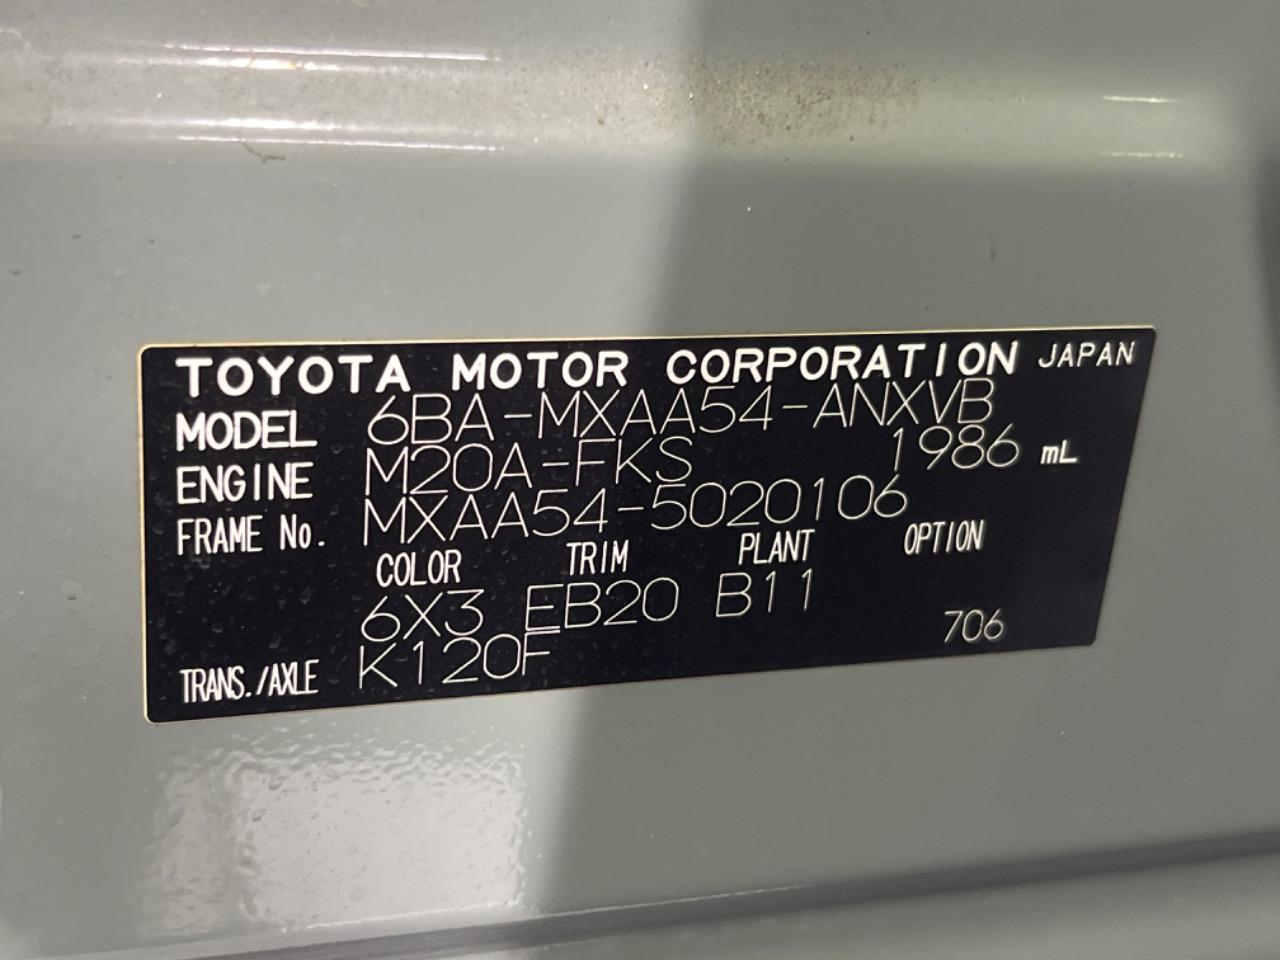 TOYOTA MOTOR CORPORATION JAPAN
MODEL 6BA-MXAA54-ANXVB
ENGINE M20A-FKS 1986 mL
FRAME No. MXAA54-5020106
COLOR TRIM PLANT OPTION
6X3 EB20 B11
TRANS./AXLE K120F 706